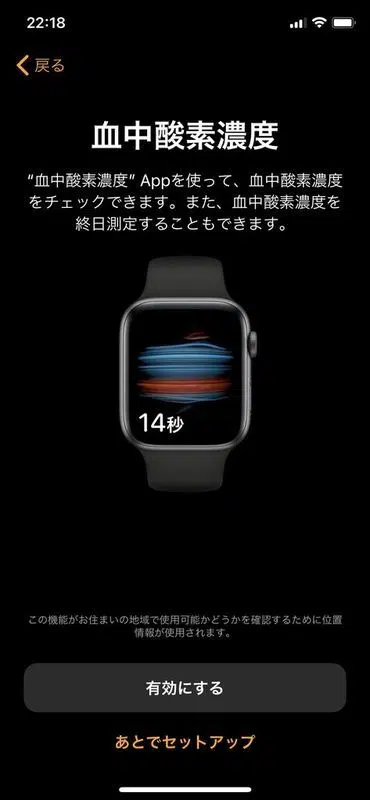 22:18
戻る
血中酸素濃度
“血中酸素濃度” Appを使って、血中酸素濃度
をチェックできます。また、血中酸素濃度を
終日測定することもできます。
14秒
この機能がお住まいの地域で使用可能かどうかを確認するために位置
情報が使用されます。
有効にする
あとでセットアップ